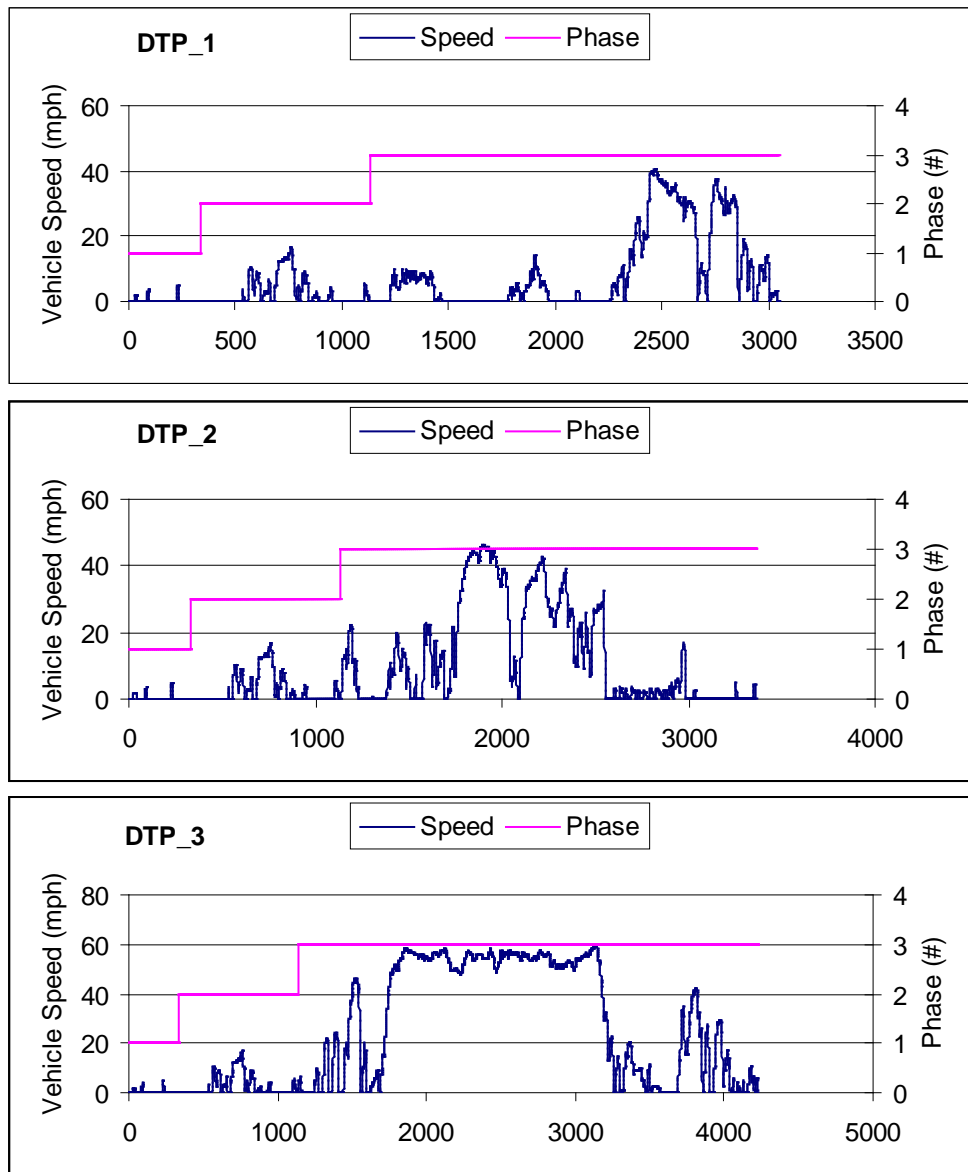 DTP_1
Speed Phase
Vehicle Speed (mph)
60
40
20
0
4
3
2
1
0
Phase (#)
0 500 1000 1500 2000 2500 3000 3500
DTP_2
Speed Phase
Vehicle Speed (mph)
60
40
20
0
4
3
2
1
0
Phase (#)
0 1000 2000 3000 4000
DTP_3
Speed Phase
Vehicle Speed (mph)
80
60
40
20
0
4
3
2
1
0
Phase (#)
0 1000 2000 3000 4000 5000